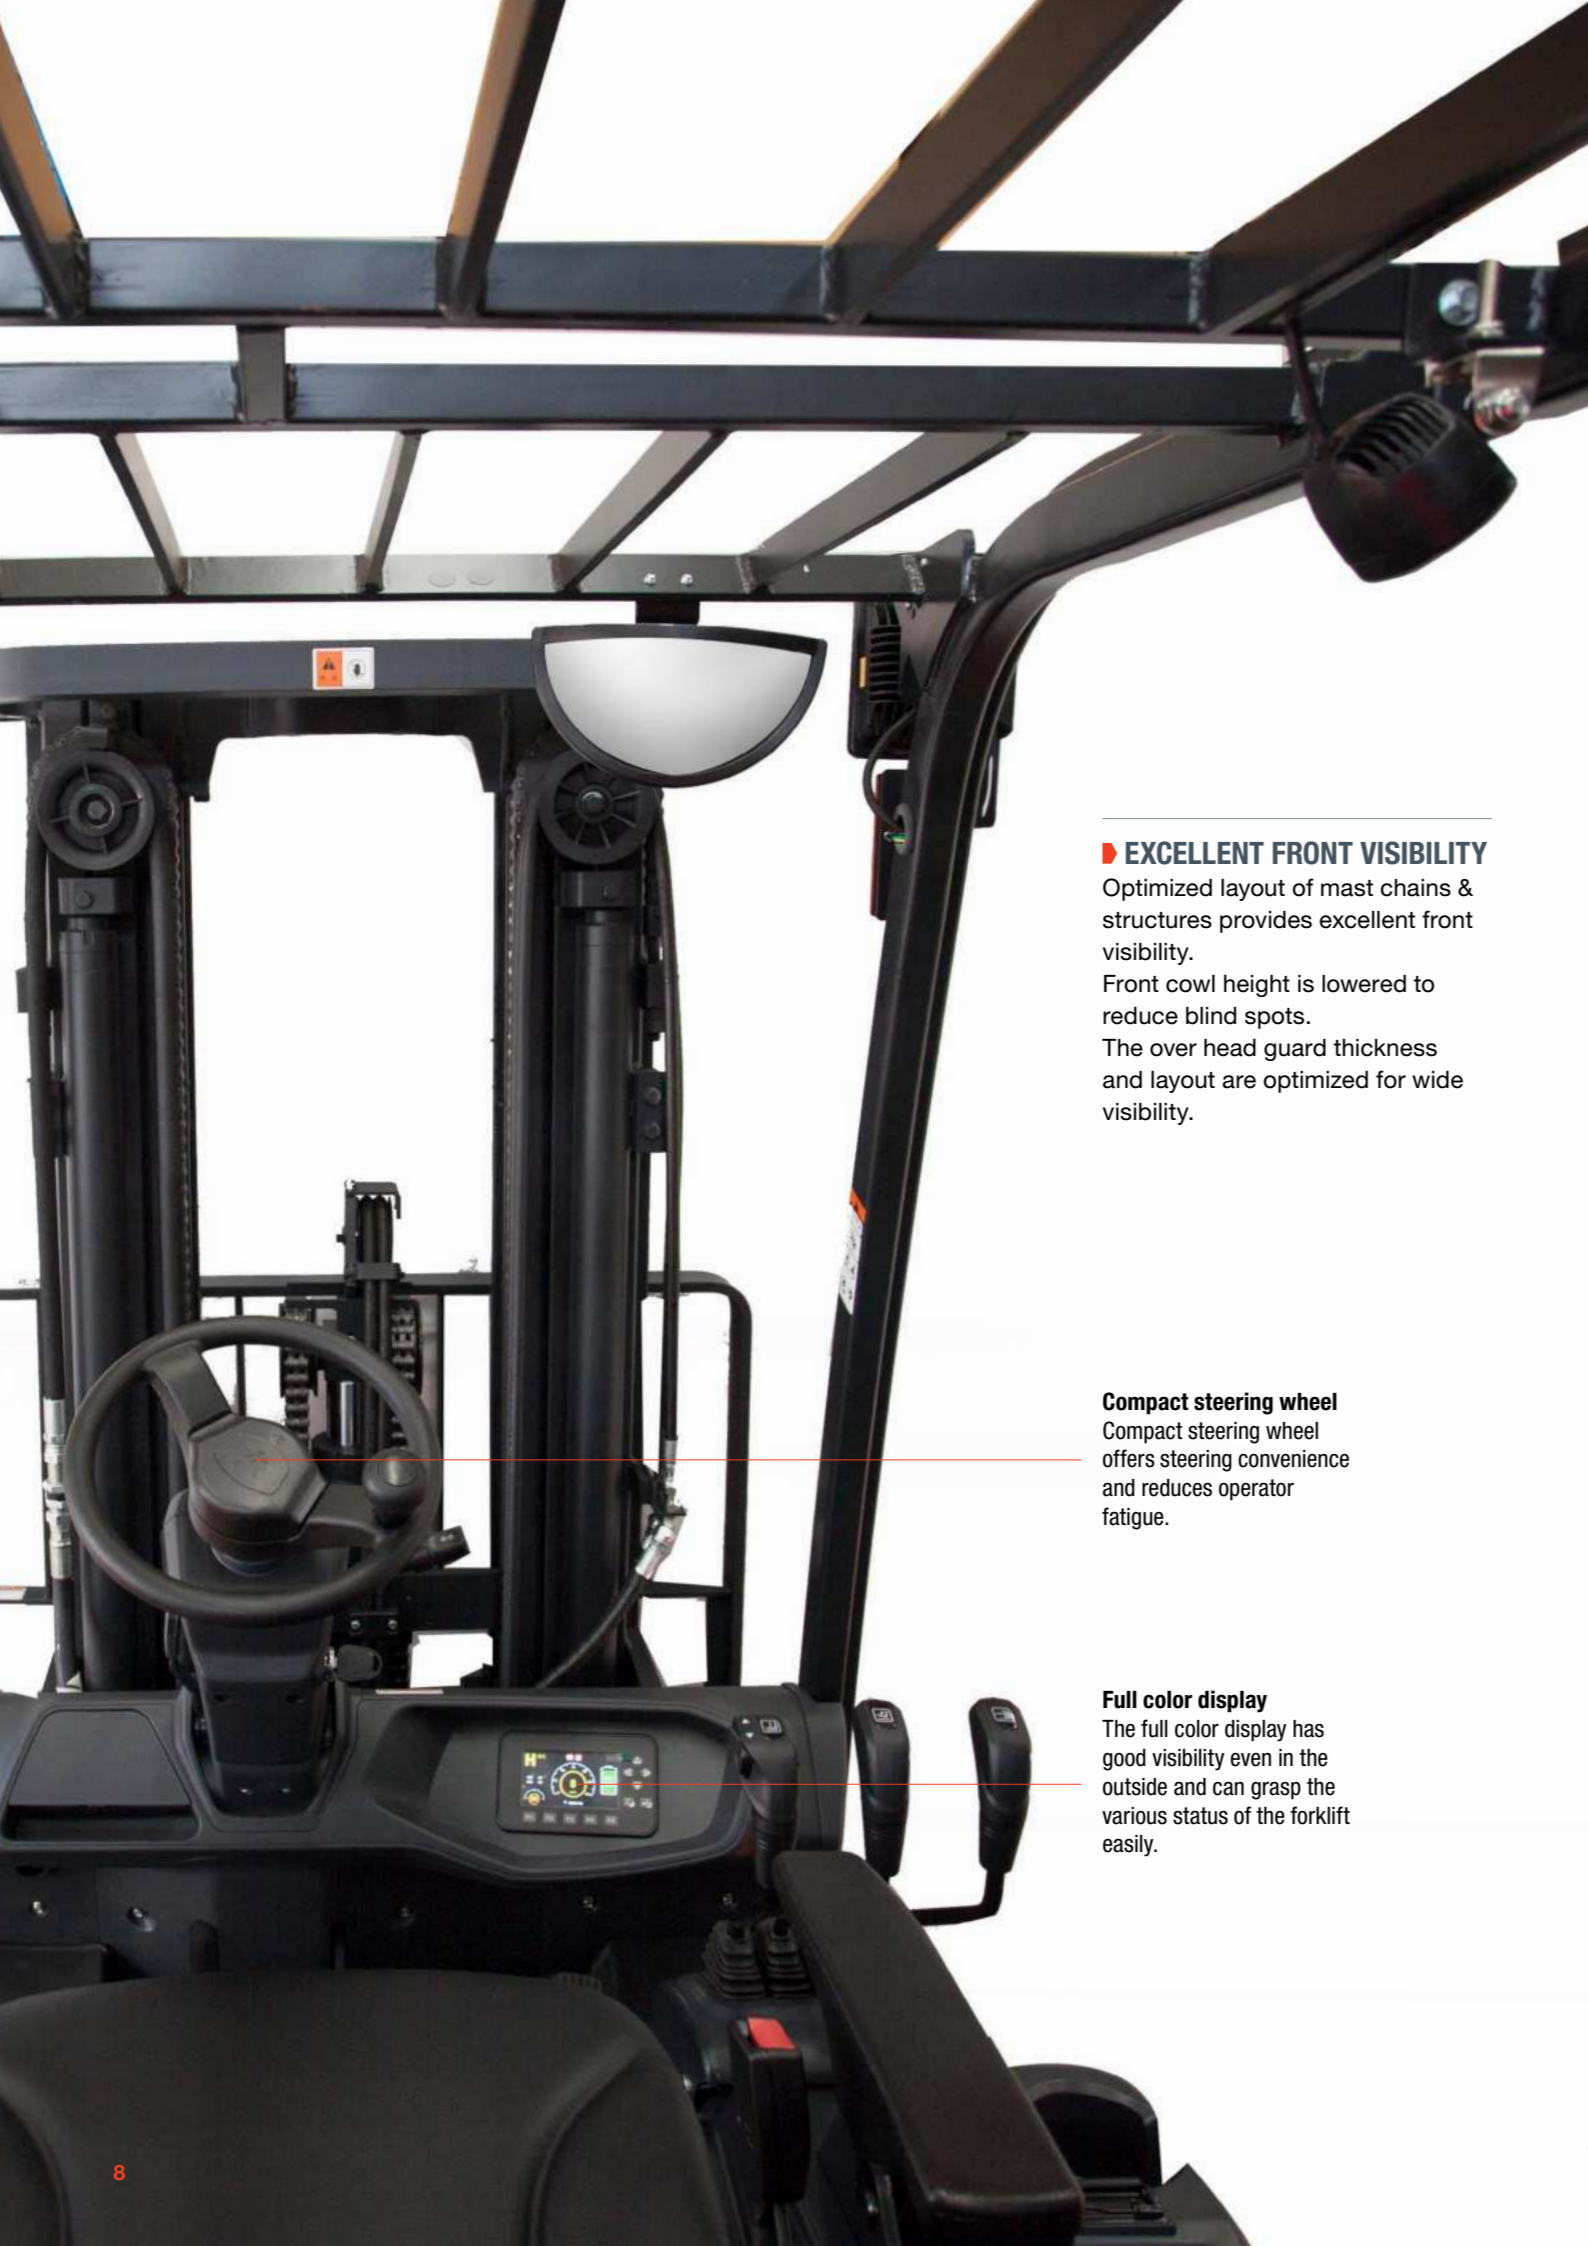 EXCELLENT FRONT VISIBILITY
Optimized layout of mast chains &
structures provides excellent front
visibility.
Front cowl height is lowered to
reduce blind spots.
The over head guard thickness
and layout are optimized for wide
visibility.
Compact steering wheel
Compact steering wheel
offers steering convenience
and reduces operator
fatigue.
Full color display
The full color display has
good visibility even in the
outside and can grasp the
various status of the forklift
easily.
8